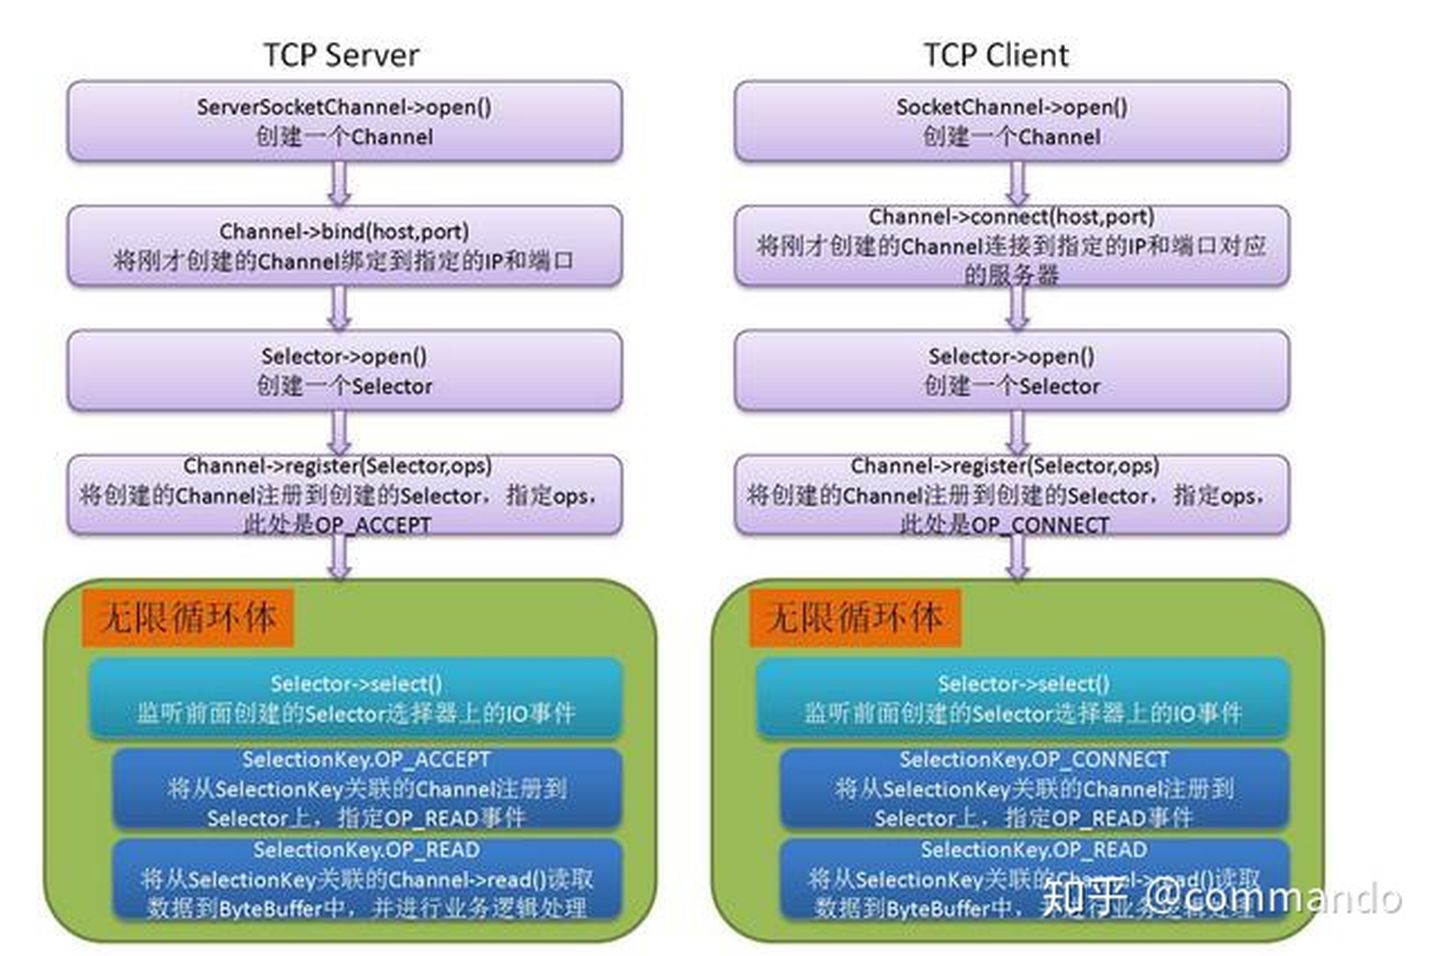 TCP Server
ServerSocketChannel->open()
创建一个Channel
Channel->bind(host,port)
将刚才创建的Channel绑定到指定的IP和端口
Selector->open()
创建一个Selector
Channel->register(Selector,ops)
将创建的Channel注册到创建的Selector，指定ops，
此处是OP_ACCEPT
无限循环体
Selector->select()
监听前面创建的Selector选择器上的IO事件
SelectionKey.OP_ACCEPT
将从SelectionKey关联的Channel注册到
Selector上，指定OP_READ事件
SelectionKey.OP_READ
将从SelectionKey关联的Channel->read()读取
数据到ByteBuffer中，并进行业务逻辑处理
TCP Client
SocketChannel->open()
创建一个Channel
Channel->connect(host,port)
将刚才创建的Channel连接到指定的IP和端口对应
的服务器
Selector->open()
创建一个Selector
Channel->register(Selector,ops)
将创建的Channel注册到创建的Selector，指定ops，
此处是OP_CONNECT
无限循环体
Selector->select()
监听前面创建的Selector选择器上的IO事件
SelectionKey.OP_CONNECT
将从SelectionKey关联的Channel注册到
Selector上，指定OP_READ事件
SelectionKey.OP_READ
将从SelectionKey关联的Channel->read()读取
数据到ByteBuffer中，并进行业务逻辑处理
知乎 @commando